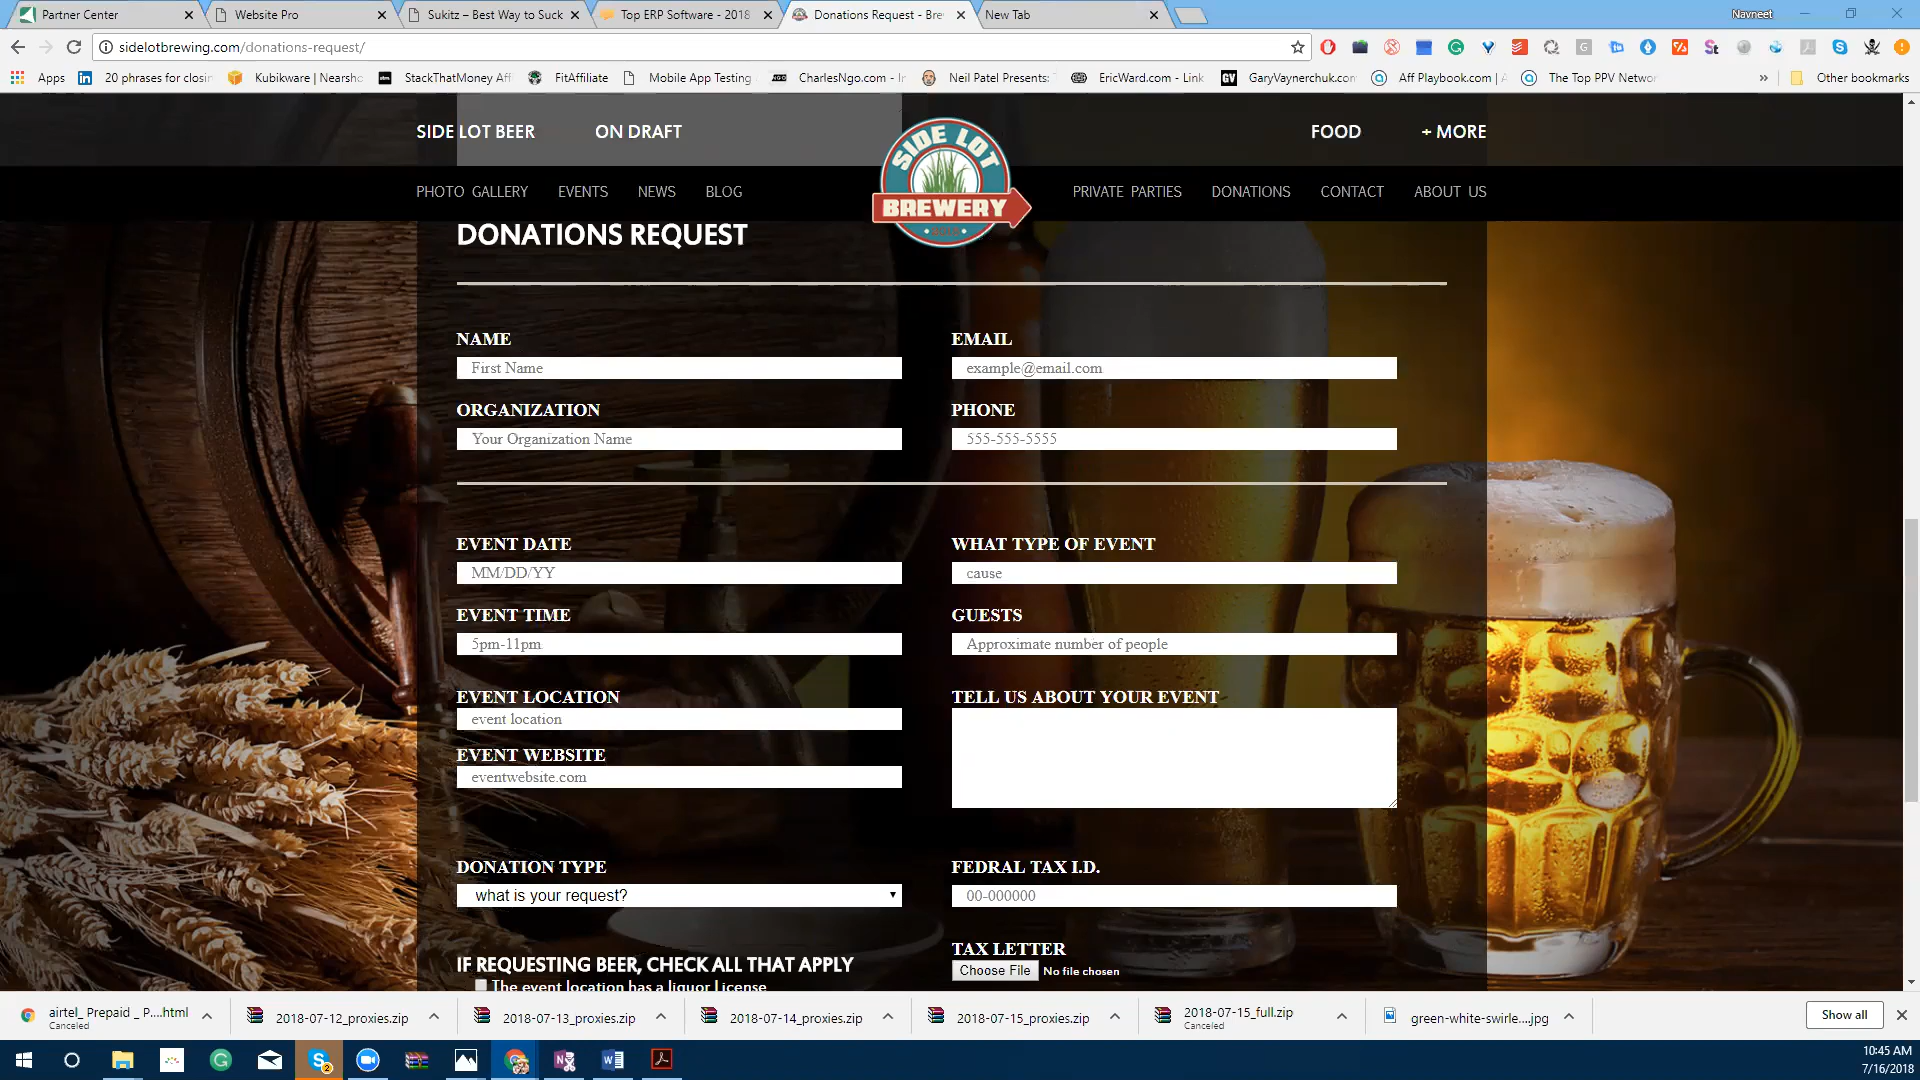 Partner Center
Website Pro
Sukitz – Best Way to Suck
Top ERP Software - 2018
Donations Request - Bre
New Tab
Navneet
sidelotbrewing.com/donations-request/
Apps
20 phrases for closin
Kubikware | Nearsho
StackThatMoney Aff
FitAffiliate
Mobile App Testing
CharlesNgo.com - In
Neil Patel Presents:
EricWard.com - Link
GaryVaynerchuk.com
Aff Playbook.com | A
The Top PPV Networ
»
Other bookmarks
SIDE LOT BEER
ON DRAFT
FOOD
+ MORE
SIDE LOT
BREWERY
PHOTO GALLERY
EVENTS
NEWS
BLOG
PRIVATE PARTIES
DONATIONS
CONTACT
ABOUT US
DONATIONS REQUEST
NAME
First Name
EMAIL
example@email.com
ORGANIZATION
Your Organization Name
PHONE
555-555-5555
EVENT DATE
MM/DD/YY
WHAT TYPE OF EVENT
cause
EVENT TIME
5pm-11pm
GUESTS
Approximate number of people
EVENT LOCATION
event location
TELL US ABOUT YOUR EVENT
EVENT WEBSITE
eventwebsite.com
DONATION TYPE
what is your request?
FEDRAL TAX I.D.
00-000000
IF REQUESTING BEER, CHECK ALL THAT APPLY
The event location has a liquor License
TAX LETTER
Choose File No file chosen
airtel_ Prepaid _ P....html
Canceled
2018-07-12_proxies.zip
2018-07-13_proxies.zip
2018-07-14_proxies.zip
2018-07-15_proxies.zip
2018-07-15_full.zip
Canceled
green-white-swirle....jpg
Show all
10:45 AM
7/16/2018